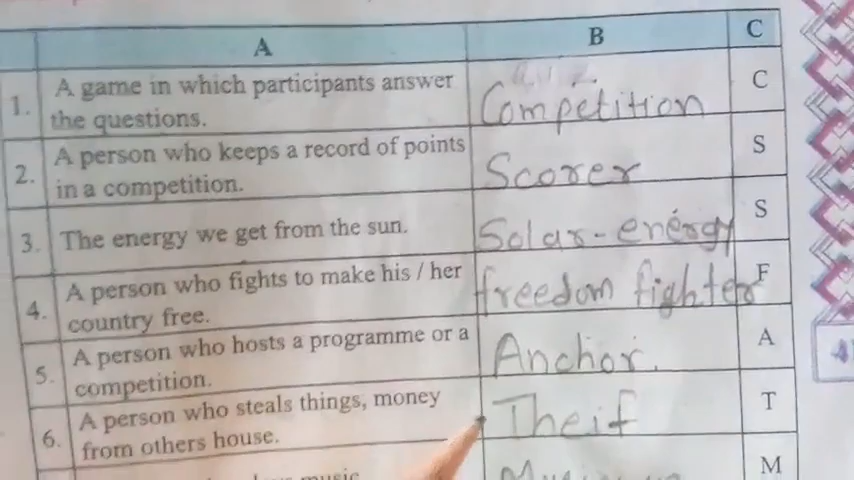 A B C
1. A game in which participants answer the questions. Competition C
2. A person who keeps a record of points in a competition. Scorer S
3. The energy we get from the sun. Solar-energy S
4. A person who fights to make his / her country free. freedom fighter F
5. A person who hosts a programme or a competition. Anchor. A
6. A person who steals things, money from others house. Theif T
music M